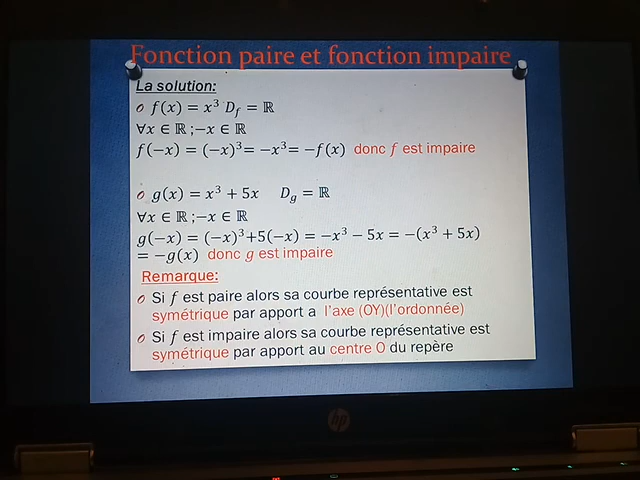 Fonction paire et fonction impaire
La solution:
o f(x) = x³ D_f = ℝ
∀x ∈ ℝ ;−x ∈ ℝ
f(−x) = (−x)³= −x³= −f(x) donc f est impaire
o g(x) = x³ + 5x D_g = ℝ
∀x ∈ ℝ ;−x ∈ ℝ
g(−x) = (−x)³+5(−x) = −x³ − 5x = −(x³ + 5x)
= −g(x) donc g est impaire
Remarque:
o Si f est paire alors sa courbe représentative est
symétrique par apport a l'axe (OY)(l'ordonnée)
o Si f est impaire alors sa courbe représentative est
symétrique par apport au centre O du repère
hp